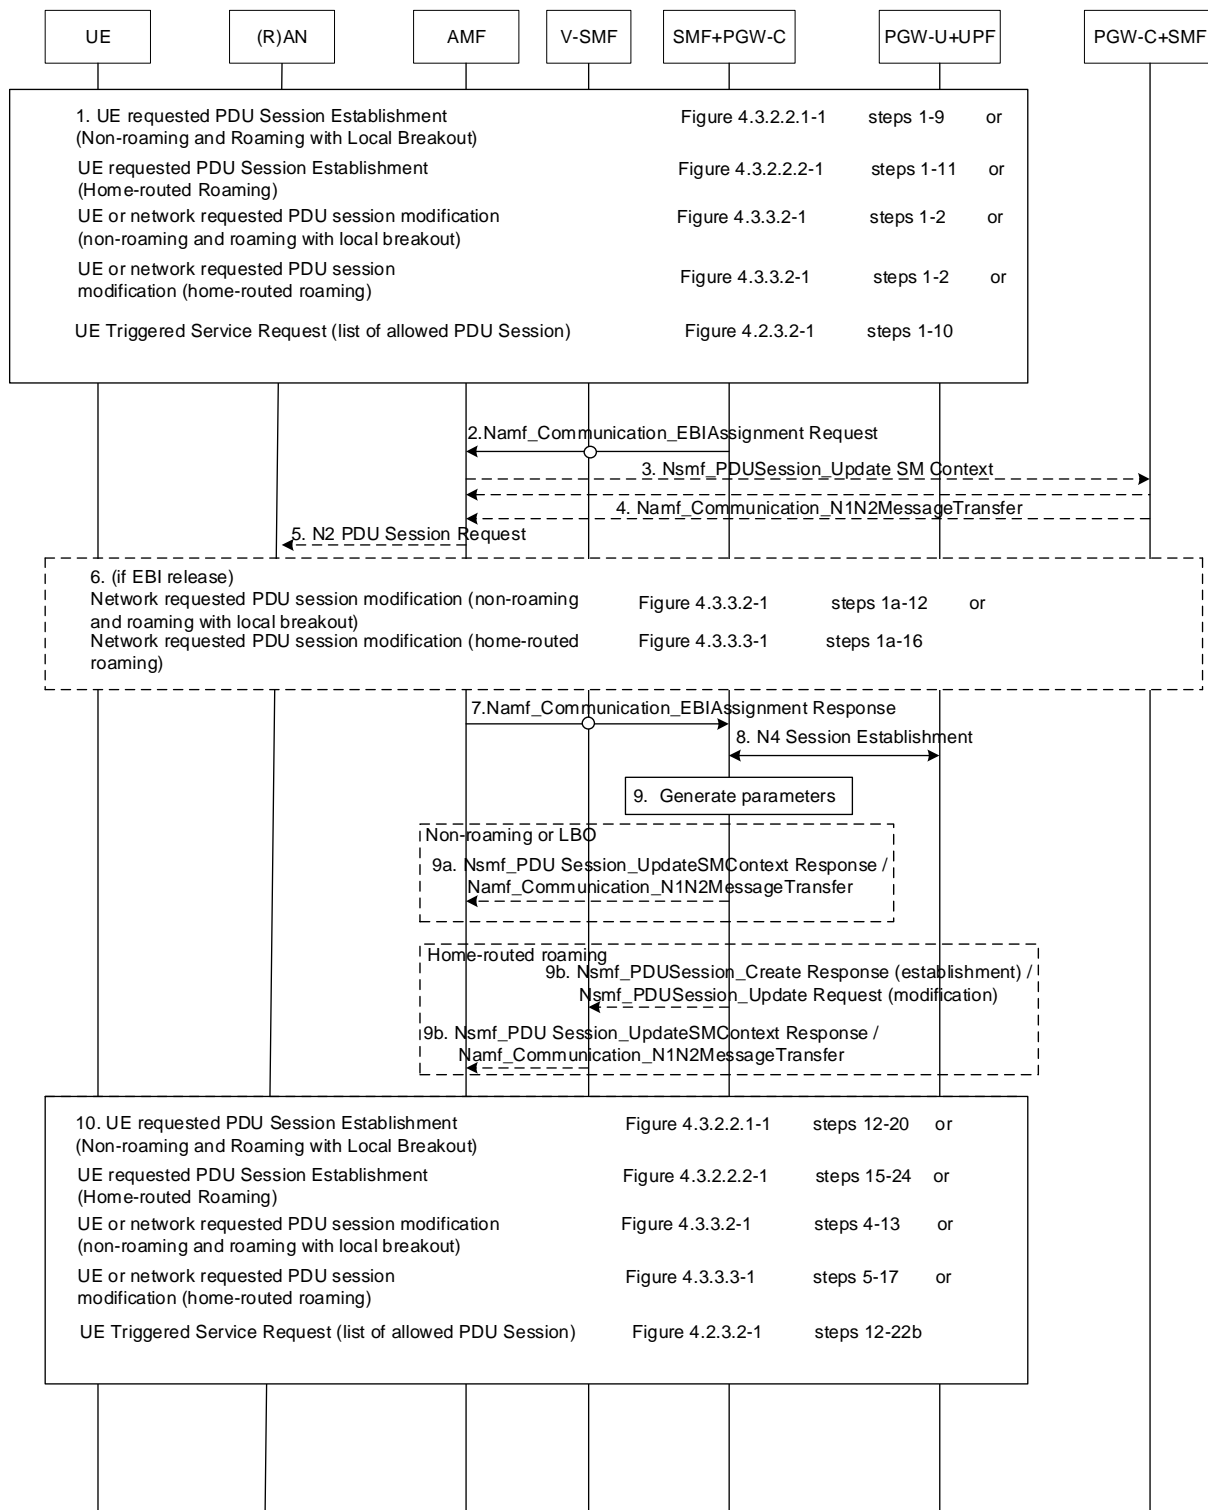 UE
(R)AN
AMF
V-SMF
SMF+PGW-C
PGW-U+UPF
PGW-C+SMF
1. UE requested PDU Session Establishment
(Non-roaming and Roaming with Local Breakout)
Figure 4.3.2.2.1-1 steps 1-9 or
UE requested PDU Session Establishment
(Home-routed Roaming)
Figure 4.3.2.2.2-1 steps 1-11 or
UE or network requested PDU session modification
(non-roaming and roaming with local breakout)
Figure 4.3.3.2-1 steps 1-2 or
UE or network requested PDU session
modification (home-routed roaming)
Figure 4.3.3.2-1 steps 1-2 or
UE Triggered Service Request (list of allowed PDU Session)
Figure 4.2.3.2-1 steps 1-10
2.Namf_Communication_EBIAssignment Request
3. Nsmf_PDUSession_Update SM Context
4. Namf_Communication_N1N2MessageTransfer
5. N2 PDU Session Request
6. (if EBI release)
Network requested PDU session modification (non-roaming
and roaming with local breakout)
Figure 4.3.3.2-1 steps 1a-12 or
Network requested PDU session modification (home-routed
roaming)
Figure 4.3.3.3-1 steps 1a-16
7.Namf_Communication_EBIAssignment Response
8. N4 Session Establishment
9. Generate parameters
Non-roaming or LBO
9a. Nsmf_PDU Session_UpdateSMContext Response /
Namf_Communication_N1N2MessageTransfer
Home-routed roaming
9b. Nsmf_PDUSession_Create Response (establishment) /
Nsmf_PDUSession_Update Request (modification)
9b. Nsmf_PDU Session_UpdateSMContext Response /
Namf_Communication_N1N2MessageTransfer
10. UE requested PDU Session Establishment
(Non-roaming and Roaming with Local Breakout)
Figure 4.3.2.2.1-1 steps 12-20 or
UE requested PDU Session Establishment
(Home-routed Roaming)
Figure 4.3.2.2.2-1 steps 15-24 or
UE or network requested PDU session modification
(non-roaming and roaming with local breakout)
Figure 4.3.3.2-1 steps 4-13 or
UE or network requested PDU session
modification (home-routed roaming)
Figure 4.3.3.3-1 steps 5-17 or
UE Triggered Service Request (list of allowed PDU Session)
Figure 4.2.3.2-1 steps 12-22b